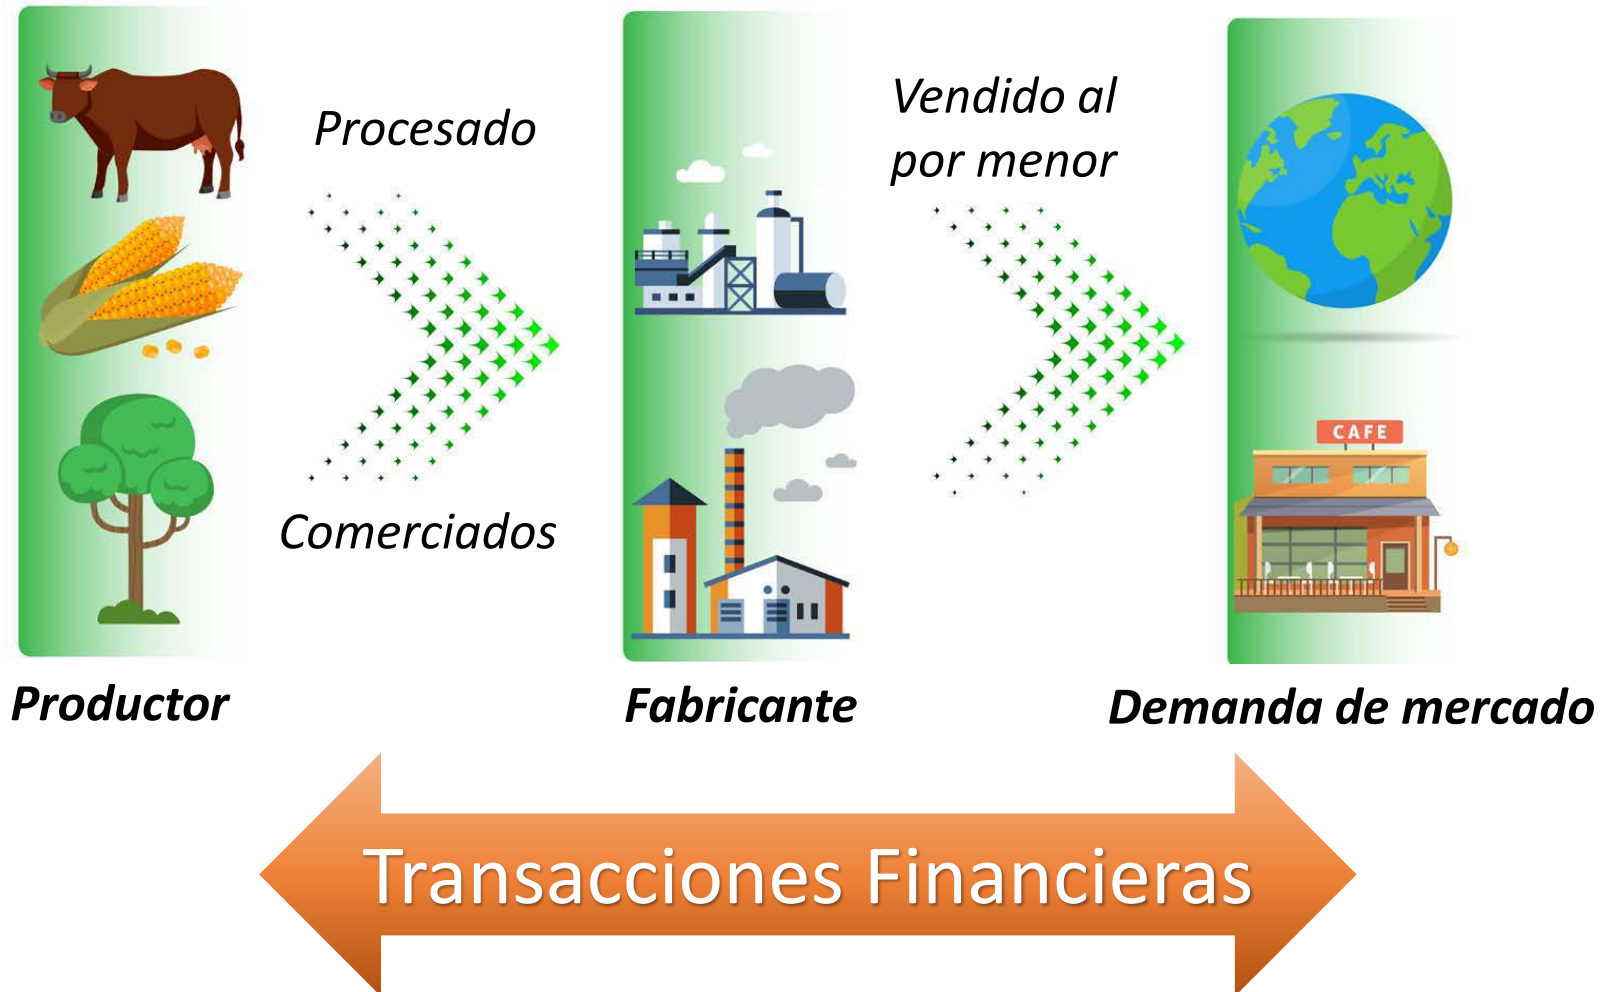 Procesado
Comerciados
Vendido al
por menor
CAFE
Productor
Fabricante
Demanda de mercado
Transacciones Financieras